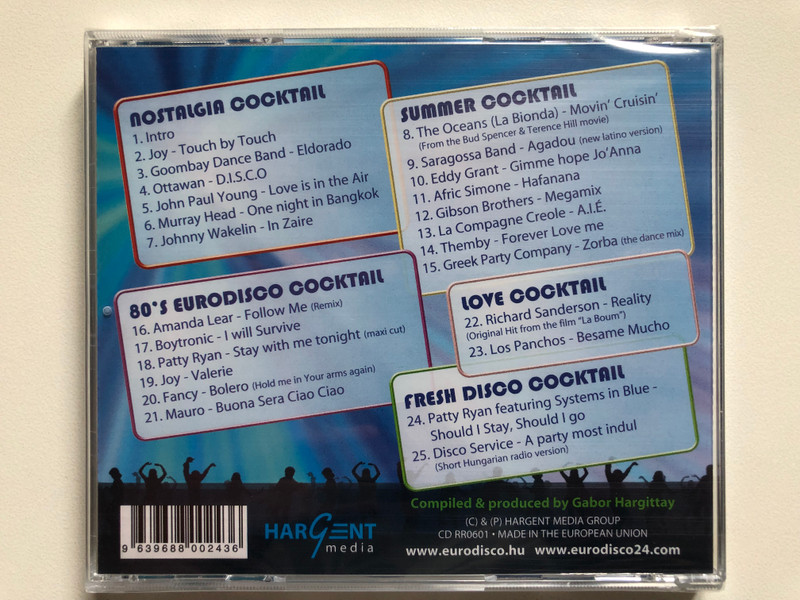 NOSTALGIA COCKTAIL
1. Intro
2. Joy - Touch by Touch
3. Goombay Dance Band - Eldorado
4. Ottawan - D.I.S.C.O
5. John Paul Young - Love is in the Air
6. Murray Head - One night in Bangkok
7. Johnny Wakelin - In Zaire
SUMMER COCKTAIL
8. The Oceans (La Bionda) - Movin' Cruisin'
(From the Bud Spencer & Terence Hill movie)
9. Saragossa Band - Agadou (new latino version)
10. Eddy Grant - Gimme hope Jo'Anna
11. Afric Simone - Hafanana
12. Gibson Brothers - Megamix
13. La Compagne Creole - A.I.É.
14. Themby - Forever Love me
15. Greek Party Company - Zorba (the dance mix)
80's EURODISCO COCKTAIL
16. Amanda Lear - Follow Me (Remix)
17. Boytronic - I will Survive
18. Patty Ryan - Stay with me tonight (maxi cut)
19. Joy - Valerie
20. Fancy - Bolero (Hold me in Your arms again)
21. Mauro - Buona Sera Ciao Ciao
LOVE COCKTAIL
22. Richard Sanderson - Reality
(Original Hit from the film "La Boum")
23. Los Panchos - Besame Mucho
FRESH DISCO COCKTAIL
24. Patty Ryan featuring Systems in Blue -
Should I Stay, Should I go
25. Disco Service - A party most indul
(Short Hungarian radio version)
Compiled & produced by Gabor Hargittay
(C) & (P) HARGENT MEDIA GROUP
CD RR0601 • MADE IN THE EUROPEAN UNION
www.eurodisco.hu www.eurodisco24.com
HARGENT
media
9 639688 002436